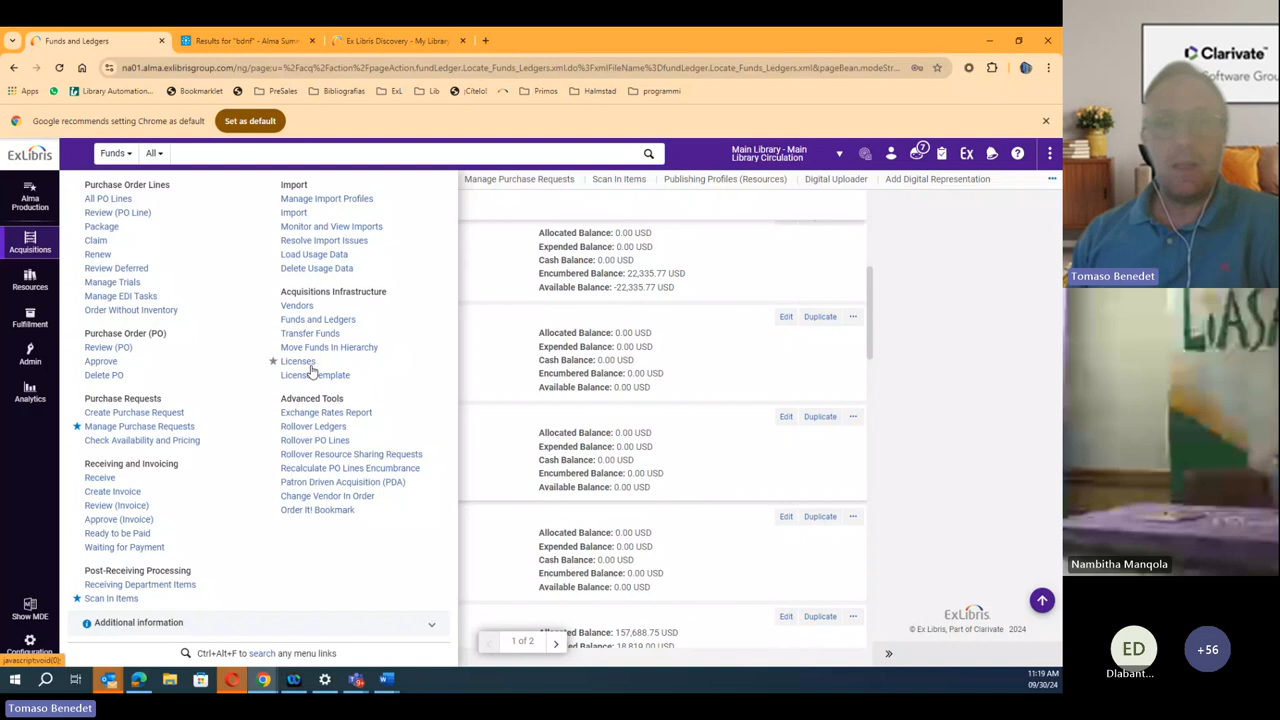 Funds and Ledgers
Results for "bdnf" - Alma Sum
Ex Libris Discovery - My Library
na01.alma.exlibrisgroup.com/ng/page;u=%2Facq%2Faction%2FpageAction.fundLedger.Locate_Funds_Ledgers.xml.do%3FxmlFileName%3DfundLedger.Locate_Funds_Ledgers.xml&pageBean.modeStr...
Apps
Library Automation...
Bookmarklet
PreSales
Bibliografias
ExL
Lib
¡Cítelo!
Primos
Halmstad
programmi
Google recommends setting Chrome as default
Set as default
ExLibris
Funds
All
Main Library - Main
Library Circulation
7
Ex
Manage Purchase Requests
Scan In Items
Publishing Profiles (Resources)
Digital Uploader
Add Digital Representation
Alma
Production
Acquisitions
Resources
Fulfillment
Admin
Analytics
Show MDE
Configuration
Purchase Order Lines
All PO Lines
Review (PO Line)
Package
Claim
Renew
Review Deferred
Manage Trials
Manage EDI Tasks
Order Without Inventory
Purchase Order (PO)
Review (PO)
Approve
Delete PO
Purchase Requests
Create Purchase Request
Manage Purchase Requests
Check Availability and Pricing
Receiving and Invoicing
Receive
Create Invoice
Review (Invoice)
Approve (Invoice)
Ready to be Paid
Waiting for Payment
Post-Receiving Processing
Receiving Department Items
Scan In Items
Import
Manage Import Profiles
Import
Monitor and View Imports
Resolve Import Issues
Load Usage Data
Delete Usage Data
Acquisitions Infrastructure
Vendors
Funds and Ledgers
Transfer Funds
Move Funds In Hierarchy
Licenses
Advanced Tools
Exchange Rates Report
Rollover Ledgers
Rollover PO Lines
Rollover Resource Sharing Requests
Recalculate PO Lines Encumbrance
Patron Driven Acquisition (PDA)
Change Vendor In Order
Order It! Bookmark
Additional information
Ctrl+Alt+F to search any menu links
javascript:void(0);
Allocated Balance: 0.00 USD
Expended Balance: 0.00 USD
Cash Balance: 0.00 USD
Encumbered Balance: 22,335.77 USD
Available Balance: -22,335.77 USD
Edit Duplicate ...
Allocated Balance: 0.00 USD
Expended Balance: 0.00 USD
Cash Balance: 0.00 USD
Encumbered Balance: 0.00 USD
Available Balance: 0.00 USD
Edit Duplicate ...
Allocated Balance: 0.00 USD
Expended Balance: 0.00 USD
Cash Balance: 0.00 USD
Encumbered Balance: 0.00 USD
Available Balance: 0.00 USD
Edit Duplicate ...
Allocated Balance: 0.00 USD
Expended Balance: 0.00 USD
Cash Balance: 0.00 USD
Encumbered Balance: 0.00 USD
Available Balance: 0.00 USD
Edit Duplicate ...
Allocated Balance: 157,688.75 USD
1 of 2
ExLibris
© Ex Libris, Part of Clarivate 2024
11:19 AM
09/30/24
Tomaso Benedet
Clarivate™
Software Grou
Tomaso Benedet
LIAS
Nambitha Manqola
ED
Dlabant...
+56